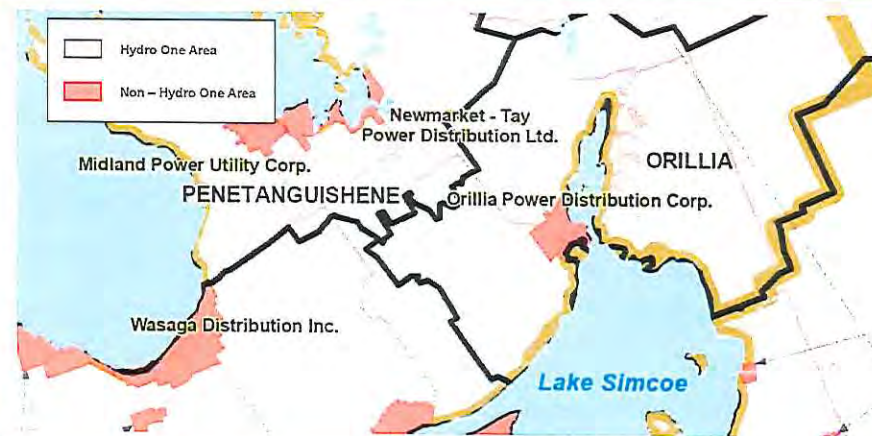 Hydro One Area
Non – Hydro One Area
Newmarket - Tay
Power Distribution Ltd.
Midland Power Utility Corp.
ORILLIA
PENETANGUISHENE
Orillia Power Distribution Corp.
Wasaga Distribution Inc.
Lake Simcoe